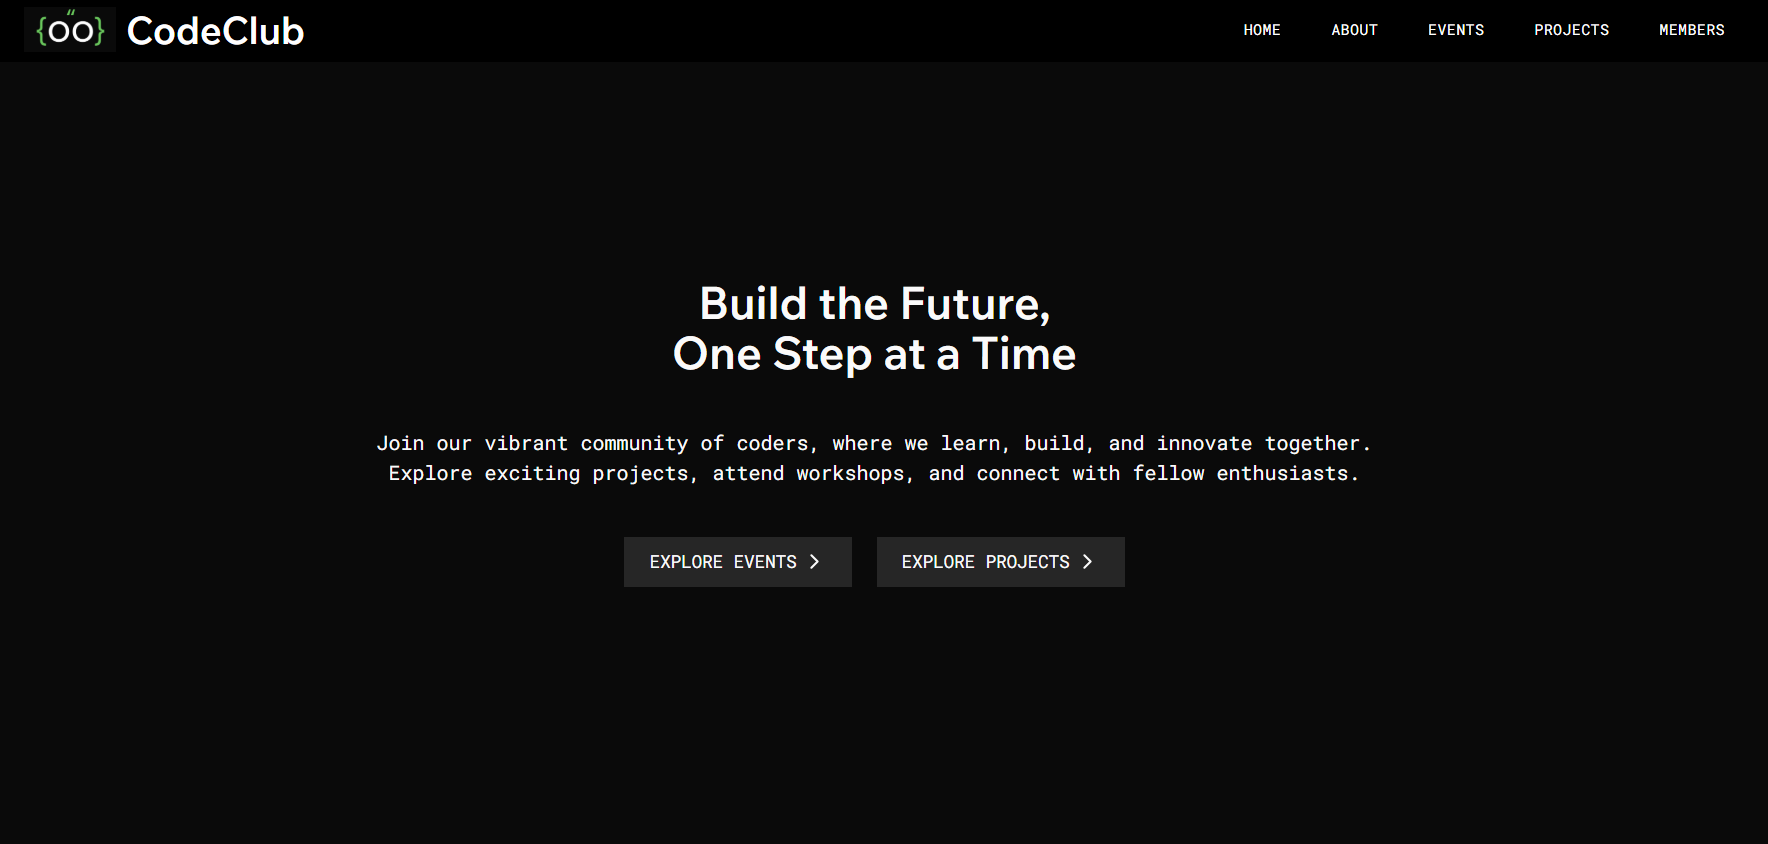 {oo} CodeClub
HOME ABOUT EVENTS PROJECTS MEMBERS
Build the Future,
One Step at a Time
Join our vibrant community of coders, where we learn, build, and innovate together.
Explore exciting projects, attend workshops, and connect with fellow enthusiasts.
EXPLORE EVENTS
EXPLORE PROJECTS